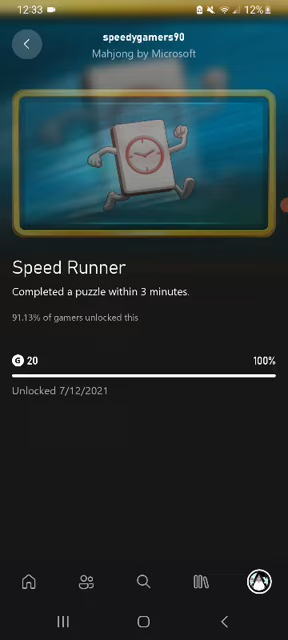 12:33
12%
speedygamers90
Mahjong by Microsoft
Speed Runner
Completed a puzzle within 3 minutes.
91.13% of gamers unlocked this
G 20
100%
Unlocked 7/12/2021